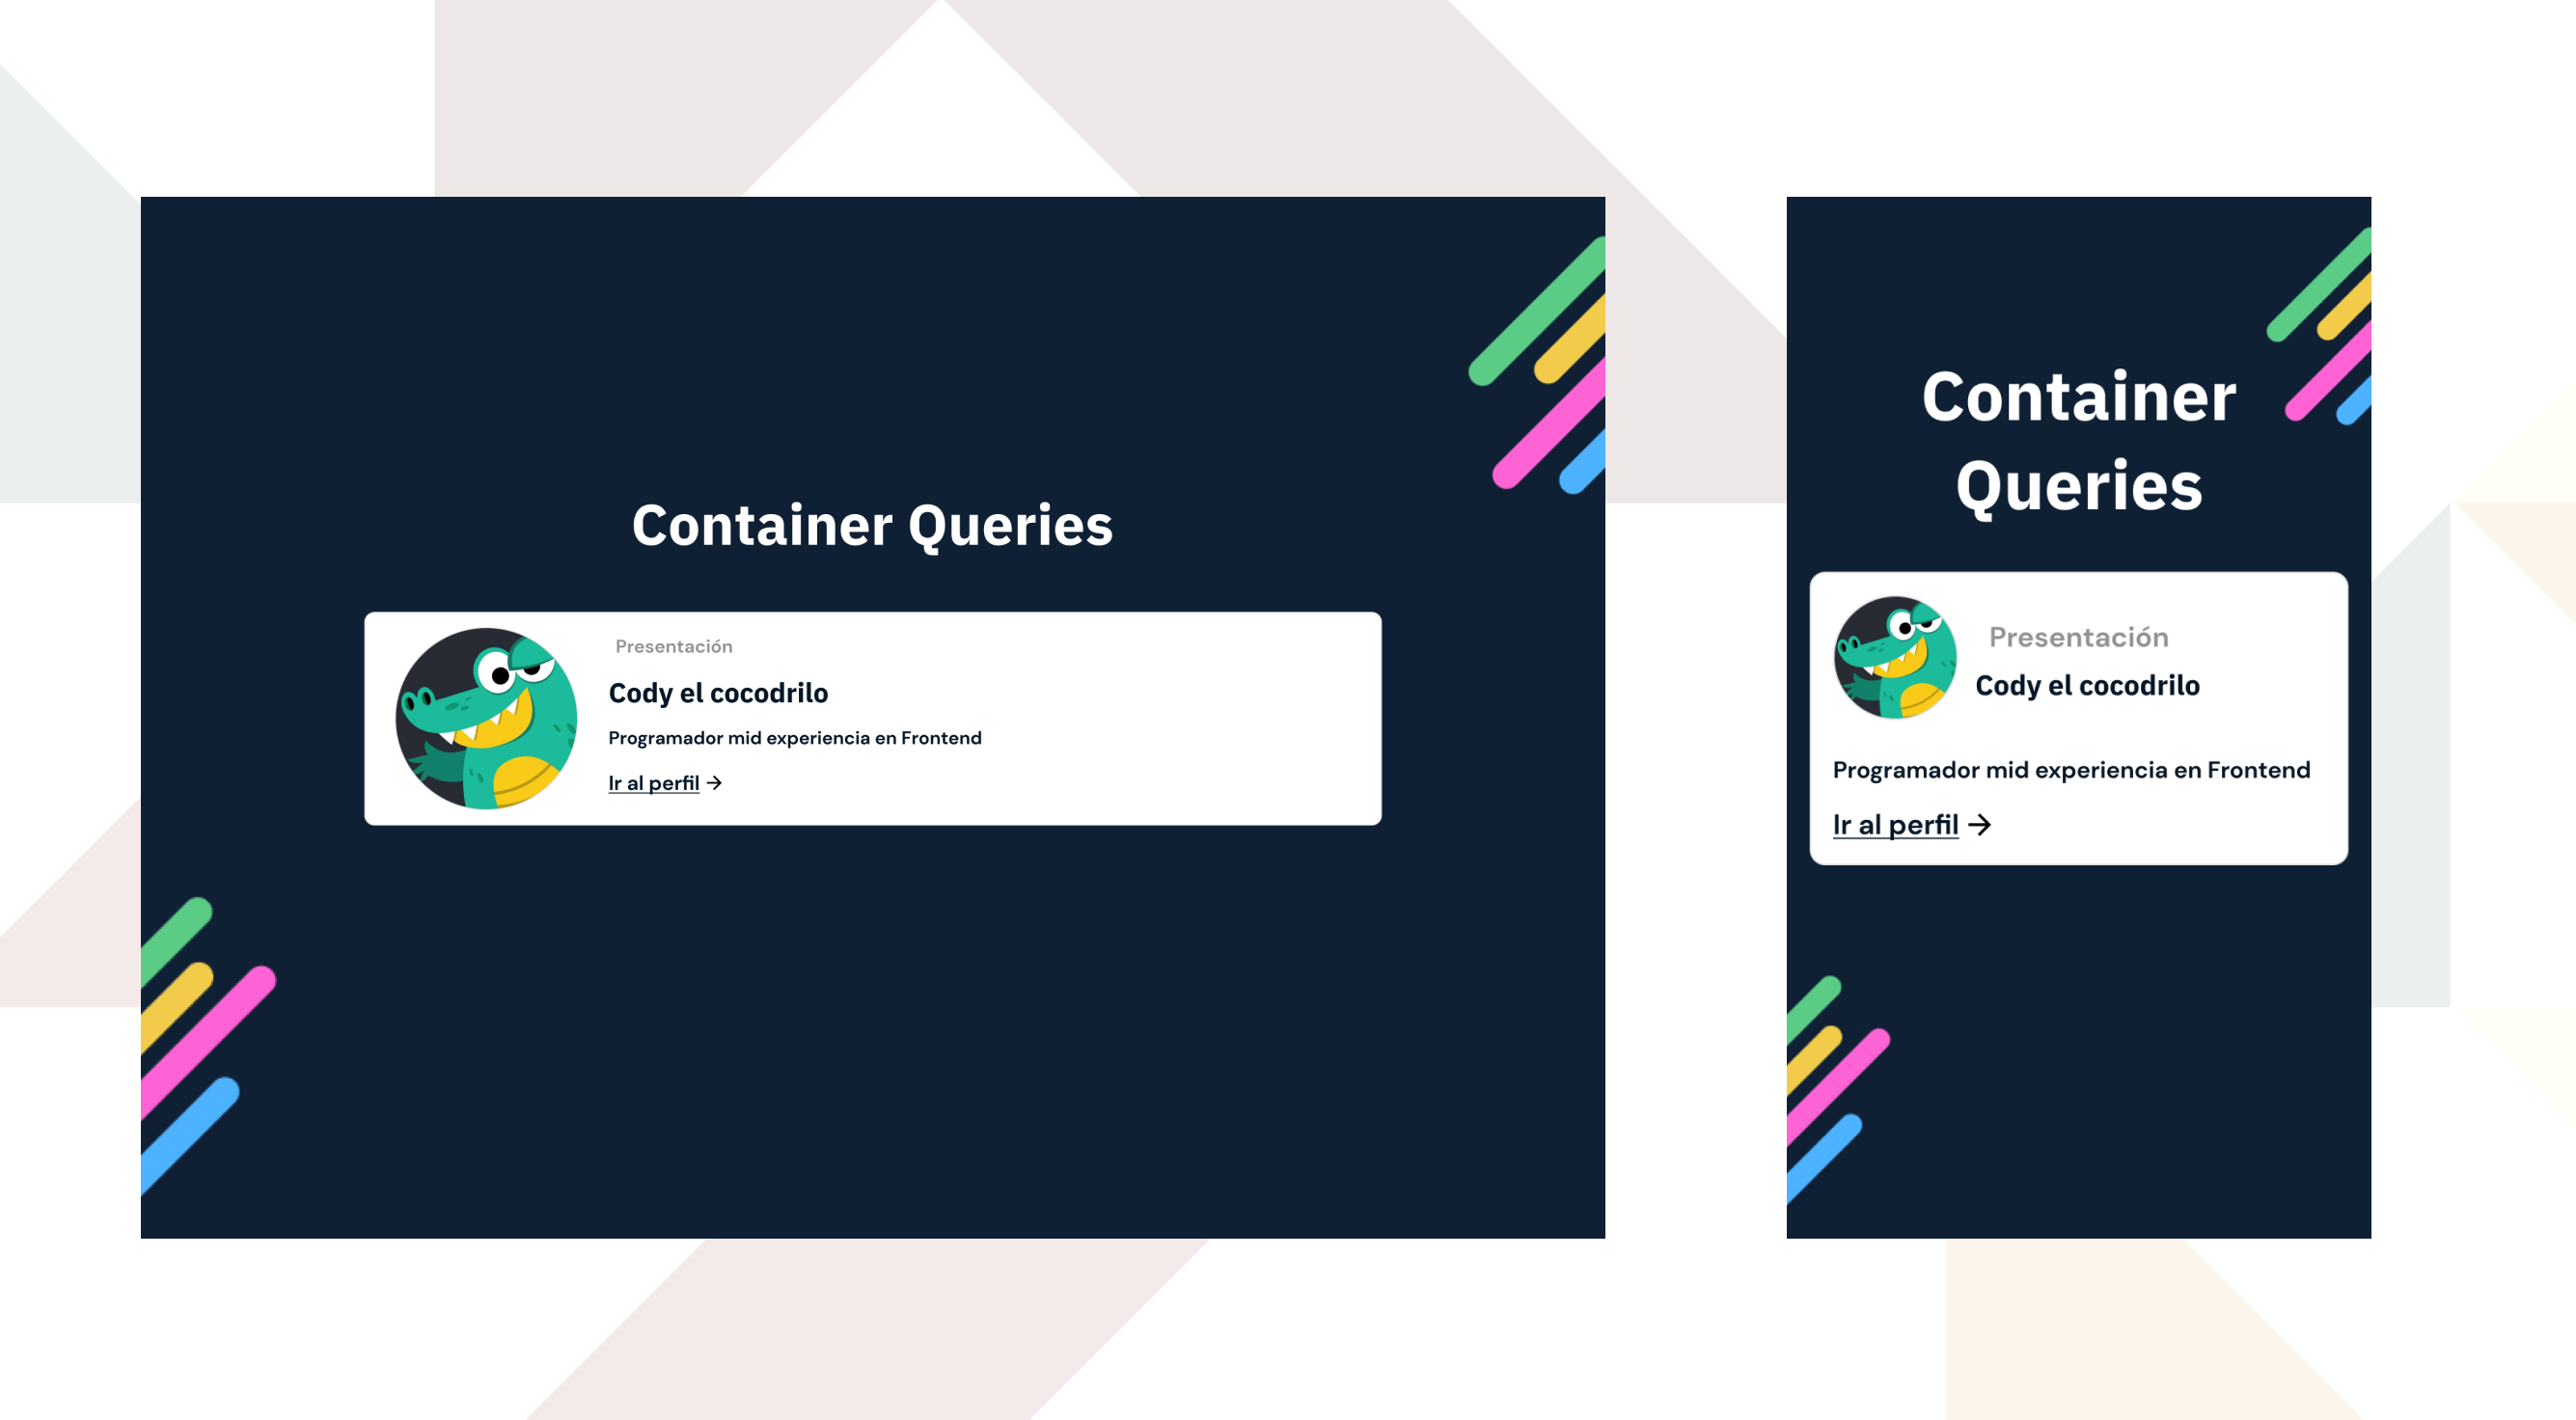 Container Queries
Presentación
Cody el cocodrilo
Programador mid experiencia en Frontend
Ir al perfil →
Container
Queries
Presentación
Cody el cocodrilo
Programador mid experiencia en Frontend
Ir al perfil →